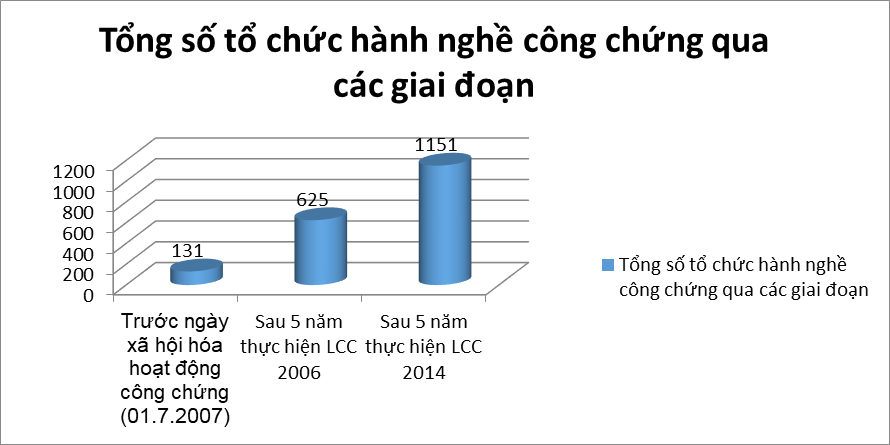 Tổng số tổ chức hành nghề công chứng qua
các giai đoạn
1200
1000
800
600
400
200
0
131
625
1151
Trước ngày
xã hội hóa
hoạt động
công chứng
(01.7.2007)
Sau 5 năm
thực hiện LCC
2006
Sau 5 năm
thực hiện LCC
2014
Tổng số tổ chức hành nghề
công chứng qua các giai đoạn